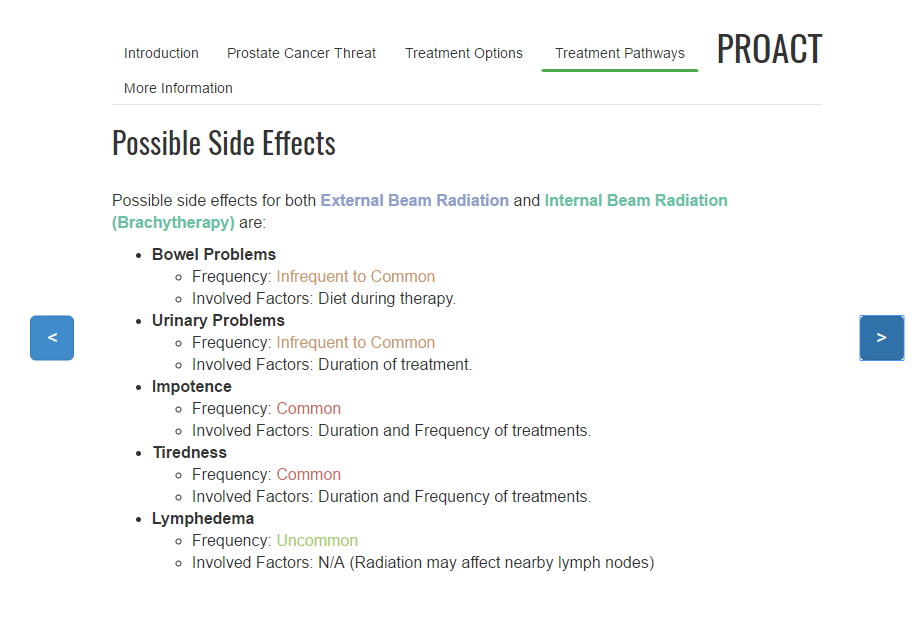 Introduction Prostate Cancer Threat Treatment Options Treatment Pathways PROACT
More Information
Possible Side Effects
Possible side effects for both External Beam Radiation and Internal Beam Radiation
(Brachytherapy) are:
• Bowel Problems
◦ Frequency: Infrequent to Common
◦ Involved Factors: Diet during therapy.
• Urinary Problems
◦ Frequency: Infrequent to Common
◦ Involved Factors: Duration of treatment.
< >
• Impotence
◦ Frequency: Common
◦ Involved Factors: Duration and Frequency of treatments.
• Tiredness
◦ Frequency: Common
◦ Involved Factors: Duration and Frequency of treatments.
• Lymphedema
◦ Frequency: Uncommon
◦ Involved Factors: N/A (Radiation may affect nearby lymph nodes)